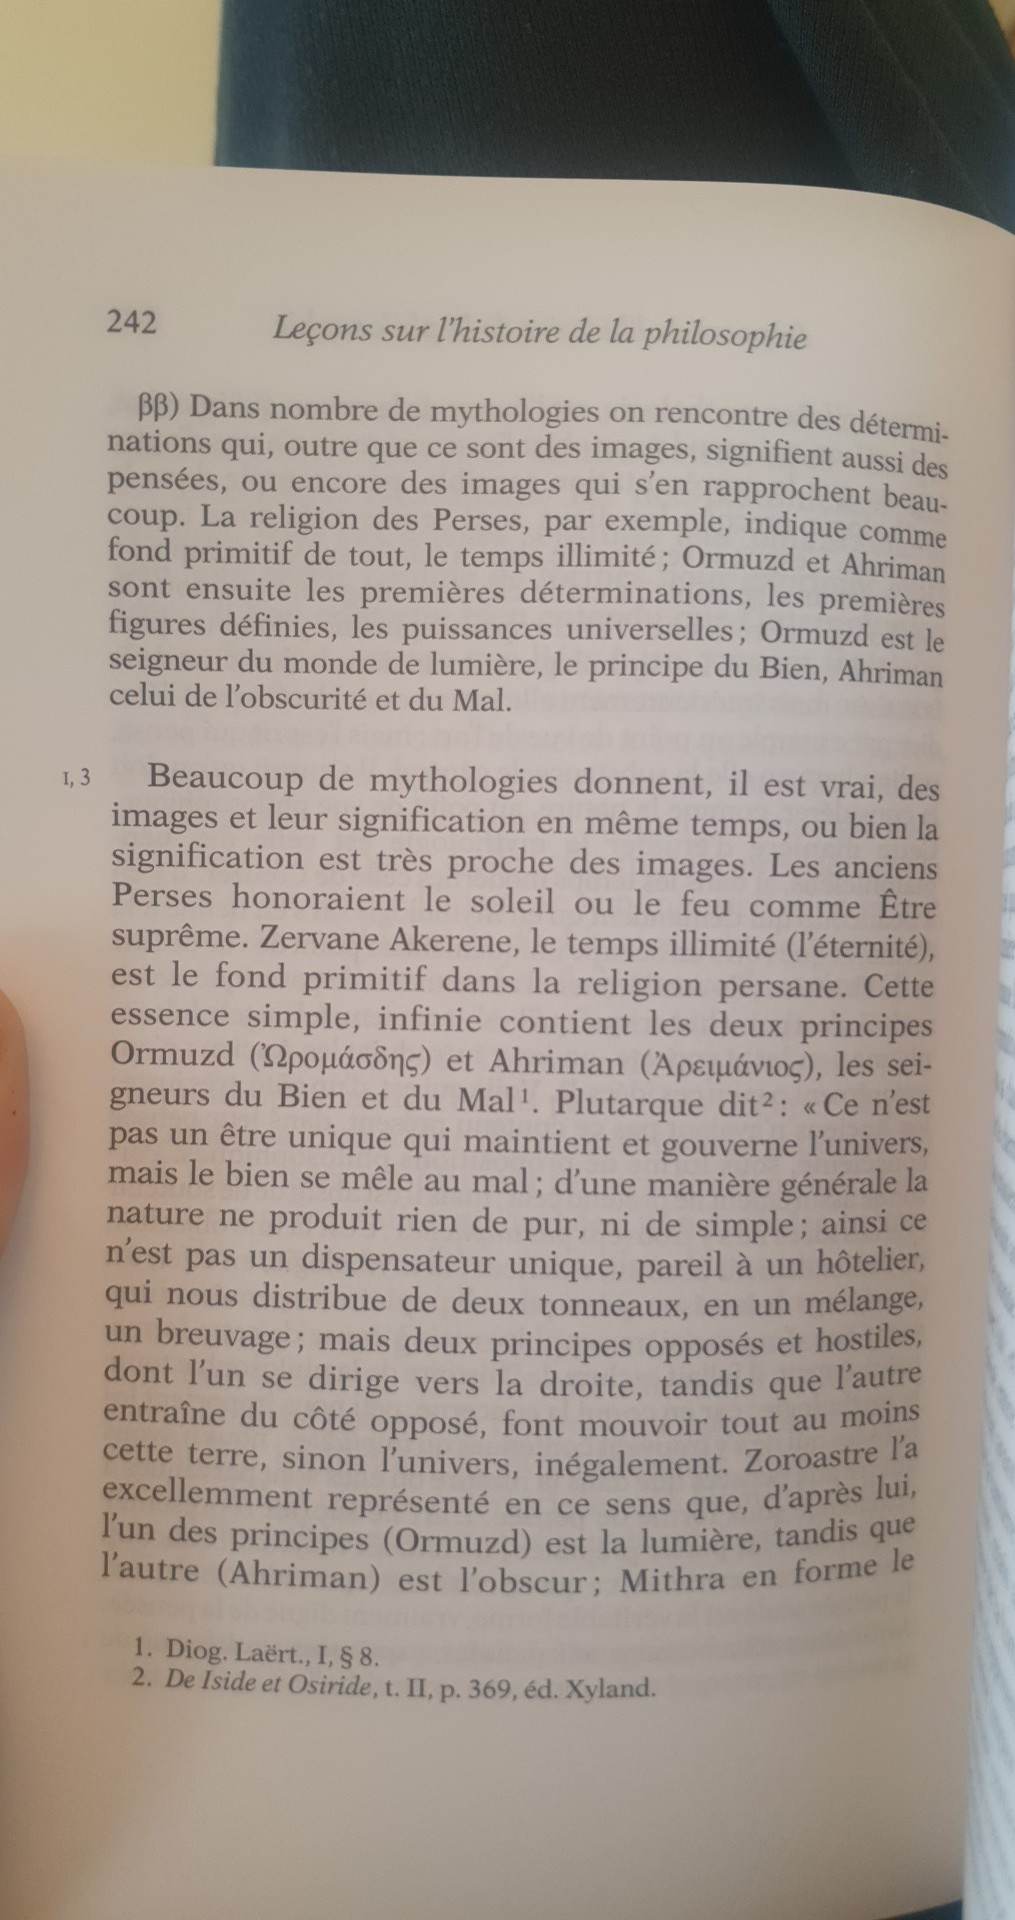 242 Leçons sur l'histoire de la philosophie
ββ) Dans nombre de mythologies on rencontre des détermi-
nations qui, outre que ce sont des images, signifient aussi des
pensées, ou encore des images qui s'en rapprochent beau-
coup. La religion des Perses, par exemple, indique comme
fond primitif de tout, le temps illimité ; Ormuzd et Ahriman
sont ensuite les premières déterminations, les premières
figures définies, les puissances universelles ; Ormuzd est le
seigneur du monde de lumière, le principe du Bien, Ahriman
celui de l'obscurité et du Mal.
I, 3 Beaucoup de mythologies donnent, il est vrai, des
images et leur signification en même temps, ou bien la
signification est très proche des images. Les anciens
Perses honoraient le soleil ou le feu comme Être
suprême. Zervane Akerene, le temps illimité (l'éternité),
est le fond primitif dans la religion persane. Cette
essence simple, infinie contient les deux principes
Ormuzd (Ὠρομάσδης) et Ahriman (Ἀρειμάνιος), les sei-
gneurs du Bien et du Mal¹. Plutarque dit² : « Ce n'est
pas un être unique qui maintient et gouverne l'univers,
mais le bien se mêle au mal ; d'une manière générale la
nature ne produit rien de pur, ni de simple ; ainsi ce
n'est pas un dispensateur unique, pareil à un hôtelier,
qui nous distribue de deux tonneaux, en un mélange,
un breuvage ; mais deux principes opposés et hostiles,
dont l'un se dirige vers la droite, tandis que l'autre
entraîne du côté opposé, font mouvoir tout au moins
cette terre, sinon l'univers, inégalement. Zoroastre l'a
excellemment représenté en ce sens que, d'après lui,
l'un des principes (Ormuzd) est la lumière, tandis que
l'autre (Ahriman) est l'obscur ; Mithra en forme le
1. Diog. Laërt., I, § 8.
2. De Iside et Osiride, t. II, p. 369, éd. Xyland.